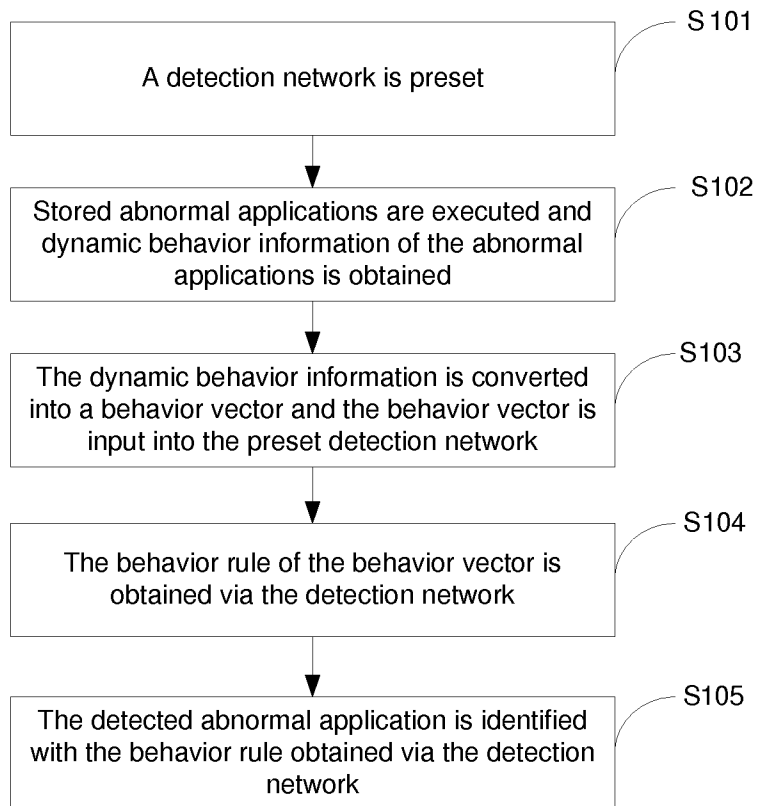 S101
A detection network is preset
S102
Stored abnormal applications are executed and
dynamic behavior information of the abnormal
applications is obtained
S103
The dynamic behavior information is converted
into a behavior vector and the behavior vector is
input into the preset detection network
S104
The behavior rule of the behavior vector is
obtained via the detection network
S105
The detected abnormal application is identified
with the behavior rule obtained via the detection
network